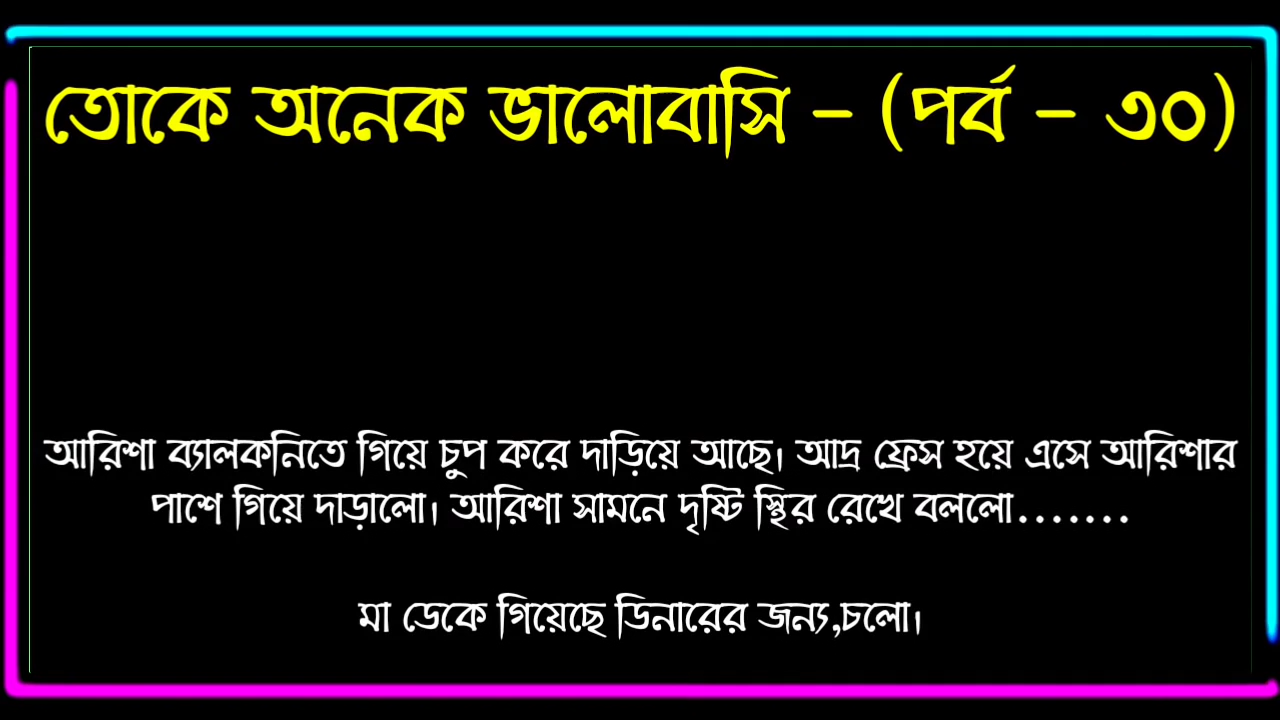 তোকে অনেক ভালোবাসি - (পর্ব - ৩০)
আরিশা ব্যালকনিতে গিয়ে চুপ করে দাড়িয়ে আছে। আদ্র ফ্রেস হয়ে এসে আরিশার
পাশে গিয়ে দাড়ালো। আরিশা সামনে দৃষ্টি স্থির রেখে বললো.......
মা ডেকে গিয়েছে ডিনারের জন্য,চলো।